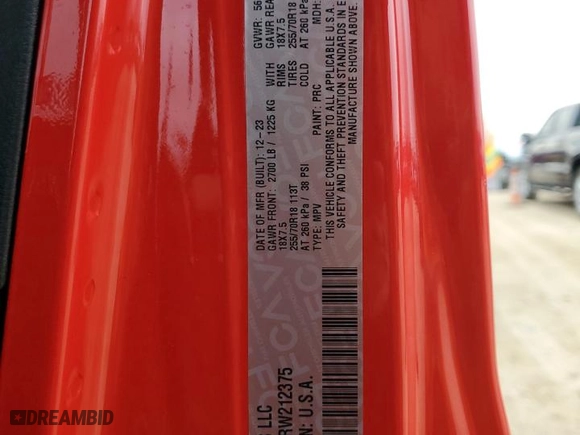 G LLC
DATE OF MFR (BUILT): 12-23 GVWR: 56
GAWR FRONT: 2700 LB / 1225 KG WITH GAWR REA
18X7.5 RIMS 18X7.5
255/70R18 113T TIRES 255/70R18
AT 260 kPa / 38 PSI COLD AT 260 kPa
TYPE: MPV PAINT: PRC MDH:
THIS VEHICLE CONFORMS TO ALL APPLICABLE U.S.A.
SAFETY AND THEFT PREVENTION STANDARDS IN E
MANUFACTURE SHOWN ABOVE.
RW212375
N: U.S.A.
DREAMBID